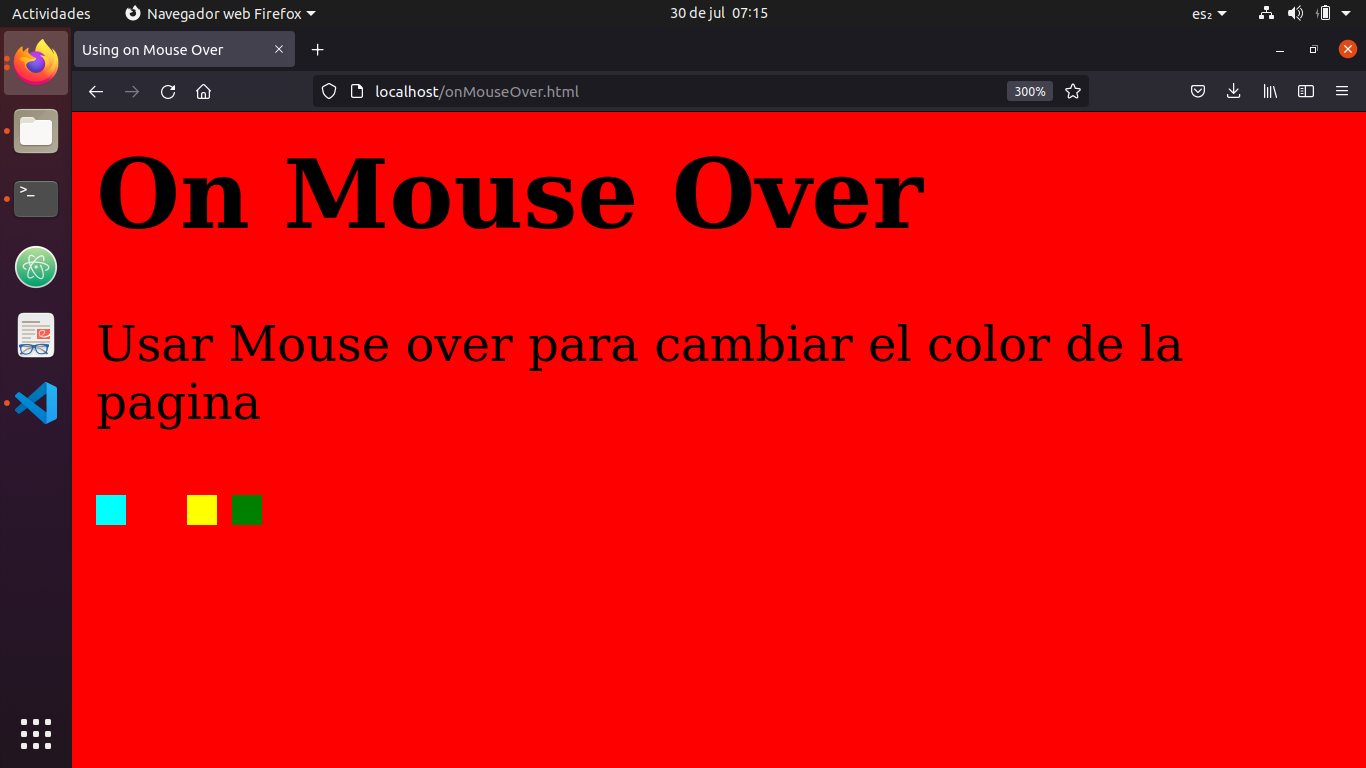 Actividades Navegador web Firefox 30 de jul 07:15 es₂
Using on Mouse Over
localhost/onMouseOver.html 300%
On Mouse Over
Usar Mouse over para cambiar el color de la
pagina
>_